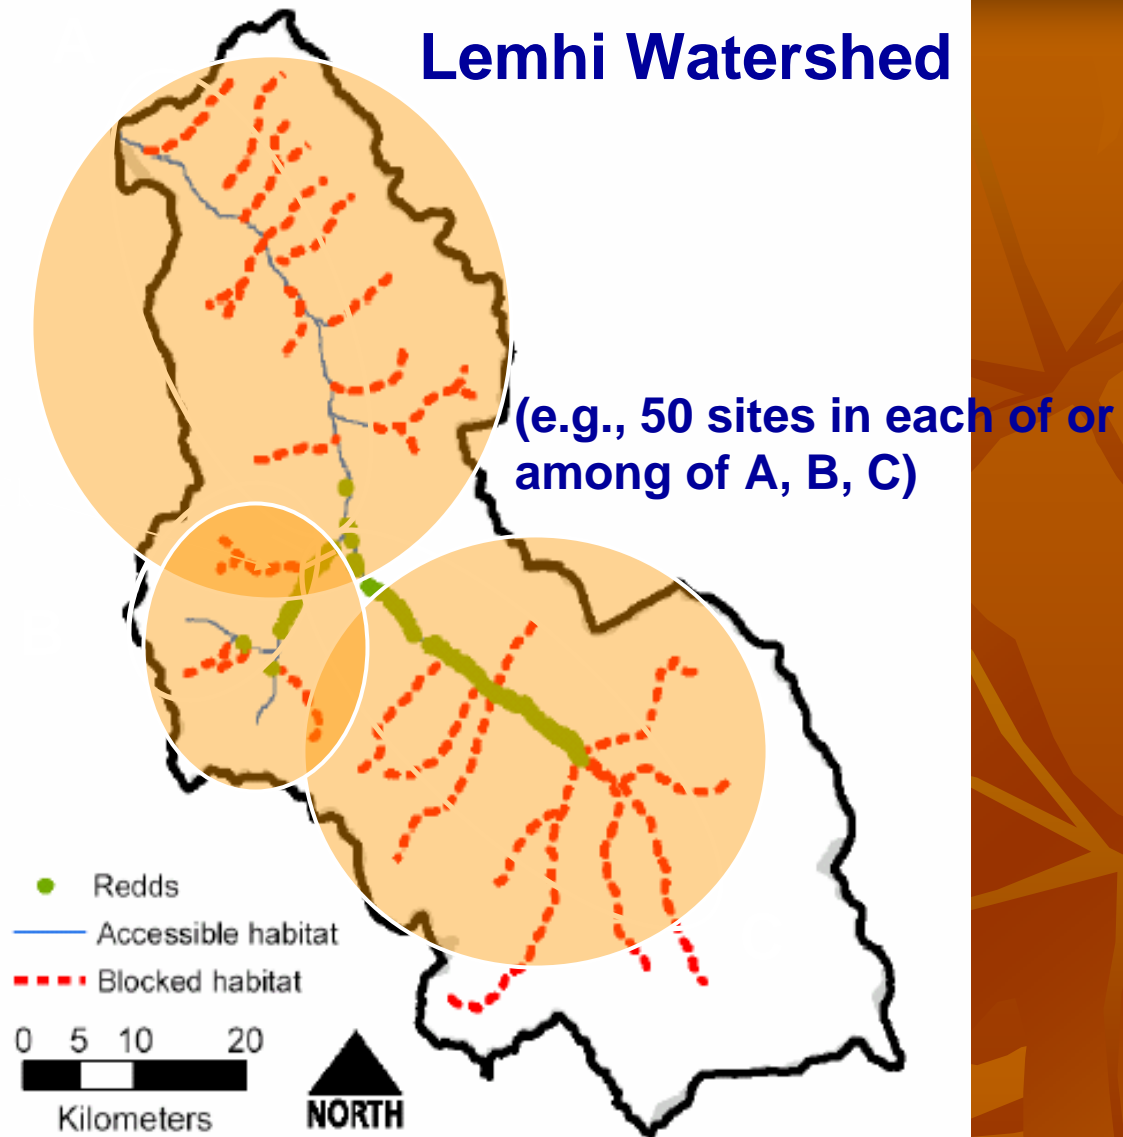 Lemhi Watershed
(e.g., 50 sites in each of or
among of A, B, C)
Redds
Accessible habitat
Blocked habitat
0 5 10 20
Kilometers
NORTH